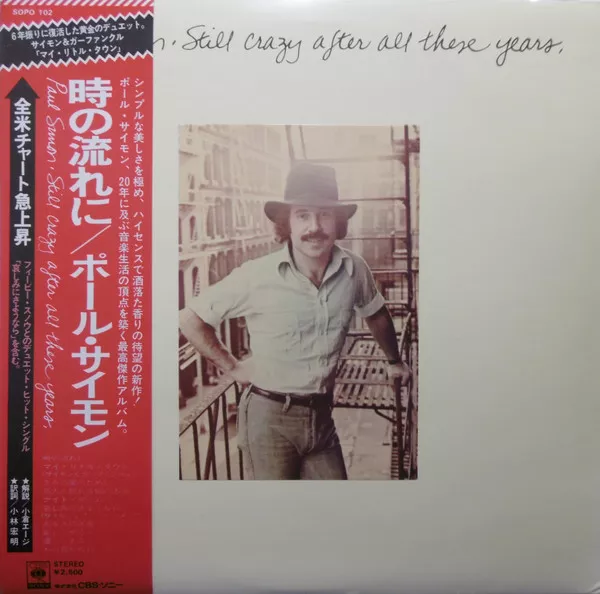 SOPO 102
6年振りに復活した黄金のデュエット。
サイモン&ガーファンクル
「マイ・リトル・タウン」
n. Still crazy after all these years.
シンプルな美しさを極め、ハイセンスで洒落た香りの待望の新作!
ポール・サイモン、20年に及ぶ音楽生活の頂点を築く最高傑作アルバム。
時の流れに/ポール・サイモン
Paul Simon. Still crazy after all these years.
全米チャート急上昇
フィービー・スノウとのデュエット・ヒット・シングル
「哀しみにさようなら」を含む。
★解説/小倉エージ
★訳詞/小林宏明
STEREO
¥2,500
株式会社 CBS・ソニー